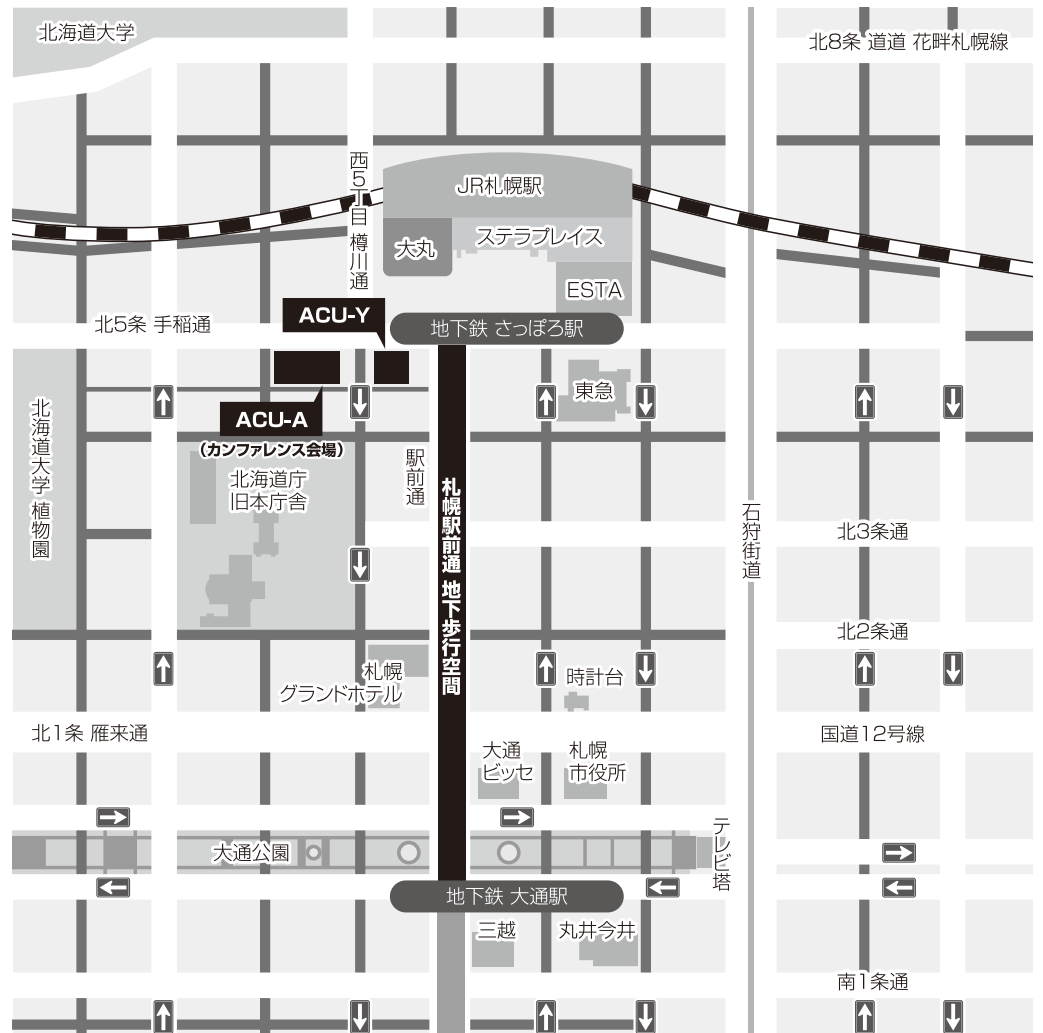 北海道大学
北8条 道道 花畔札幌線
西5丁目 樽川通
JR札幌駅
大丸
ステラプレイス
ESTA
ACU-Y
北5条 手稲通
地下鉄 さっぽろ駅
東急
ACU-A
(カンファレンス会場)
北海道大学 植物園
北海道庁
旧本庁舎
駅前通
札幌駅前通 地下歩行空間
石狩街道
北3条通
北2条通
札幌
グランドホテル
時計台
北1条 雁来通
国道12号線
大通
ビッセ
札幌
市役所
大通公園
テレビ塔
地下鉄 大通駅
三越
丸井今井
南1条通